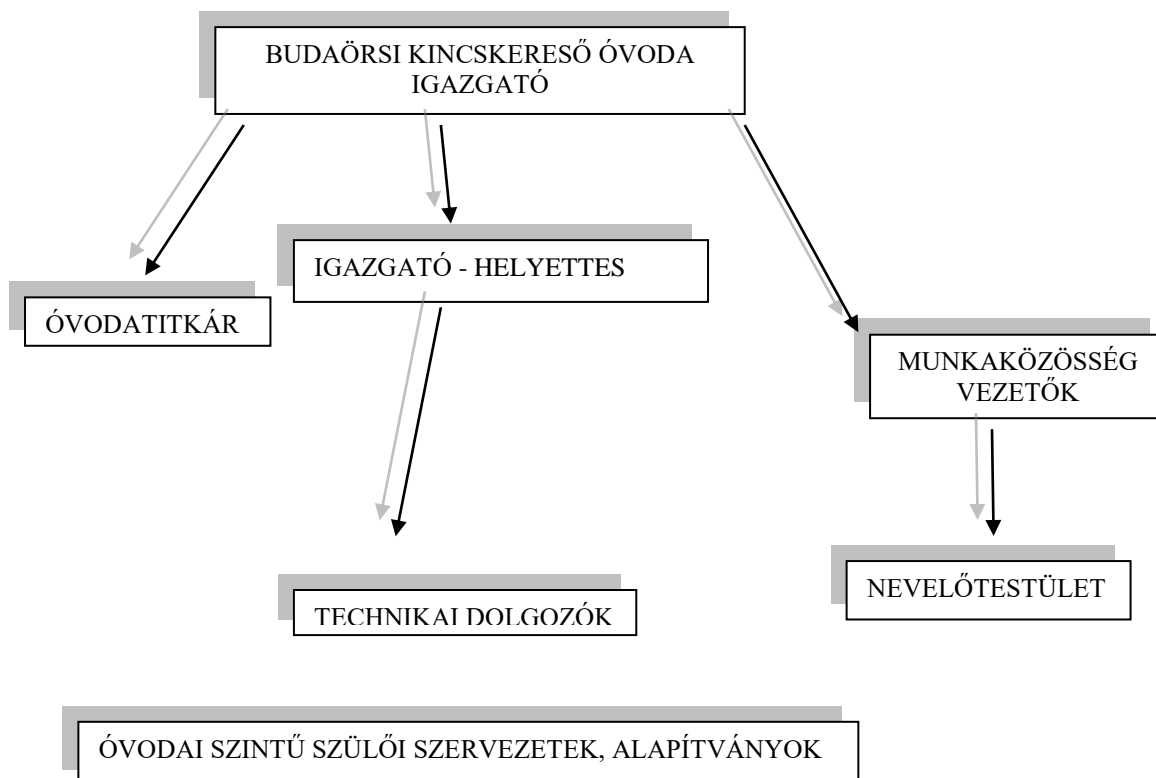 BUDAÖRSI KINCSKERESŐ ÓVODA
IGAZGATÓ
IGAZGATÓ - HELYETTES
ÓVODATITKÁR
MUNKAKÖZÖSSÉG
VEZETŐK
NEVELŐTESTÜLET
TECHNIKAI DOLGOZÓK
ÓVODAI SZINTŰ SZÜLŐI SZERVEZETEK, ALAPÍTVÁNYOK